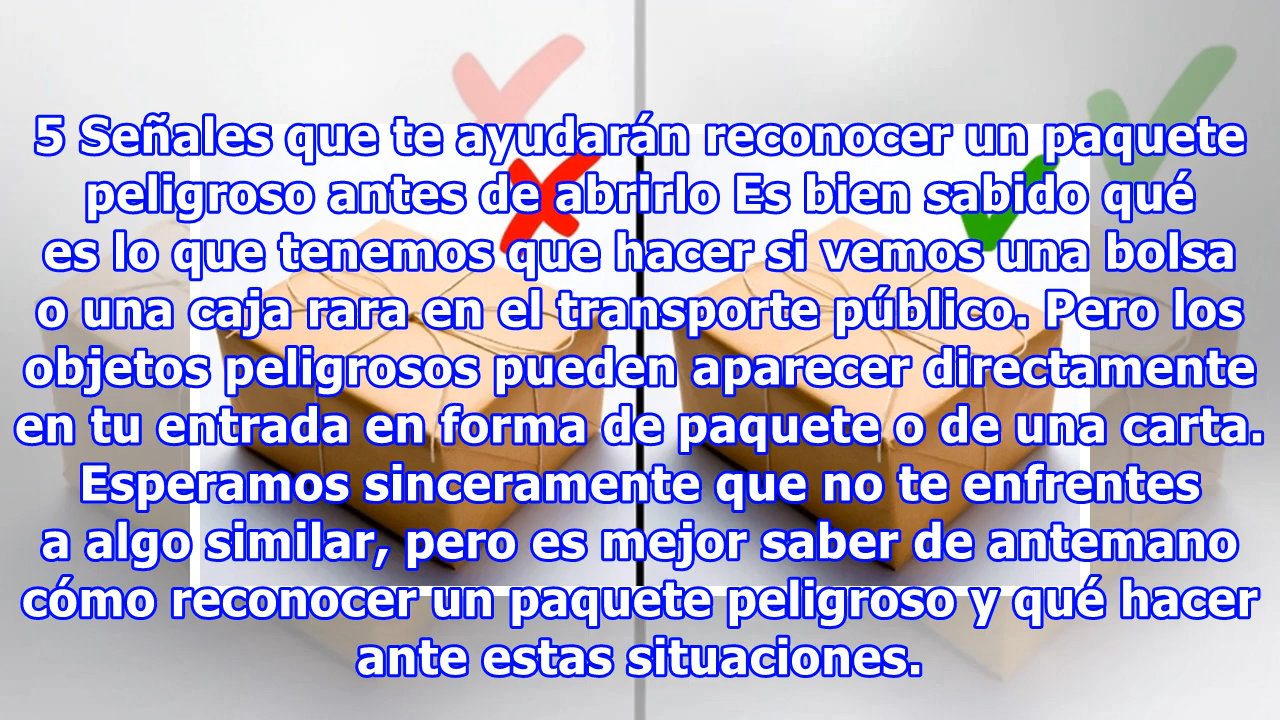 5 Señales que te ayudarán reconocer un paquete
peligroso antes de abrirlo Es bien sabido qué
es lo que tenemos que hacer si vemos una bolsa
o una caja rara en el transporte público. Pero los
objetos peligrosos pueden aparecer directamente
en tu entrada en forma de paquete o de una carta.
Esperamos sinceramente que no te enfrentes
a algo similar, pero es mejor saber de antemano
cómo reconocer un paquete peligroso y qué hacer
ante estas situaciones.